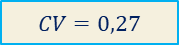 CV = 0,27